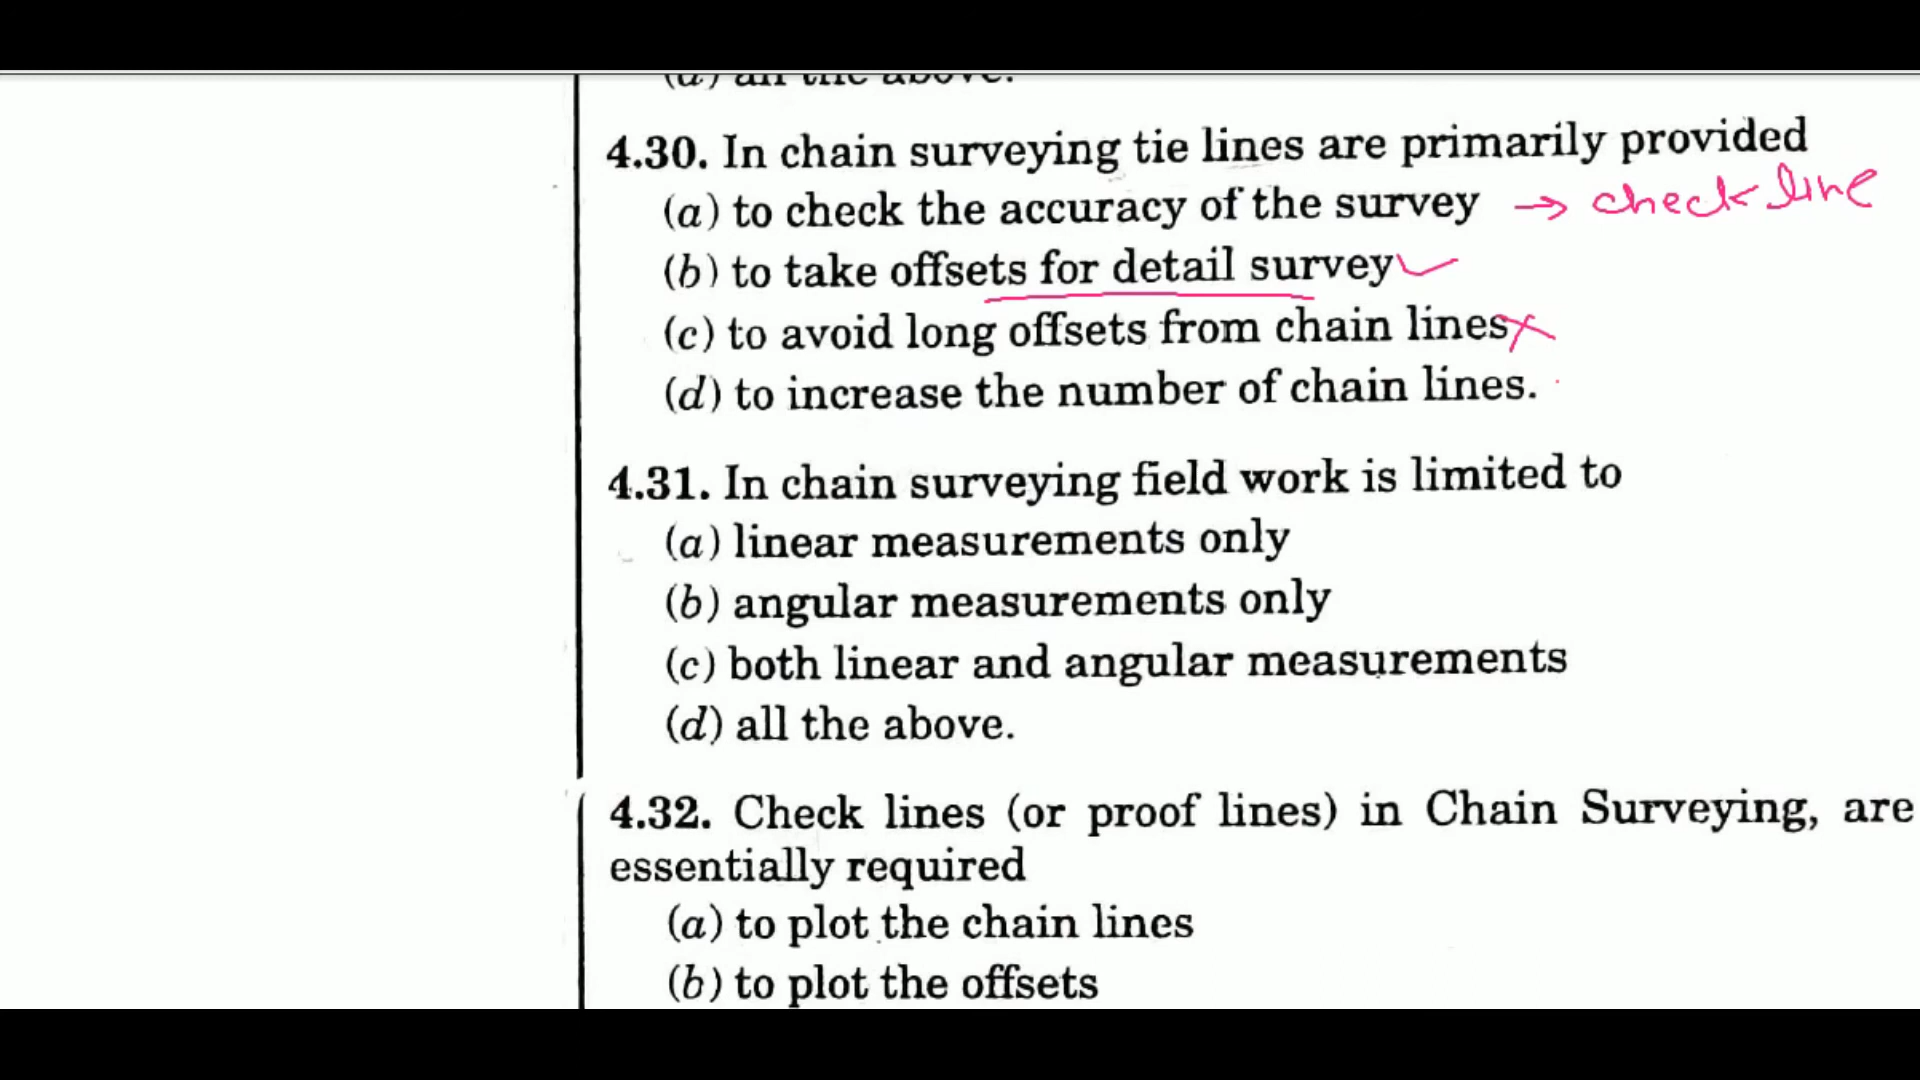 (d) all the above.
4.30. In chain surveying tie lines are primarily provided
(a) to check the accuracy of the survey → check line
(b) to take offsets for detail survey
(c) to avoid long offsets from chain lines
(d) to increase the number of chain lines.
4.31. In chain surveying field work is limited to
(a) linear measurements only
(b) angular measurements only
(c) both linear and angular measurements
(d) all the above.
4.32. Check lines (or proof lines) in Chain Surveying, are
essentially required
(a) to plot the chain lines
(b) to plot the offsets